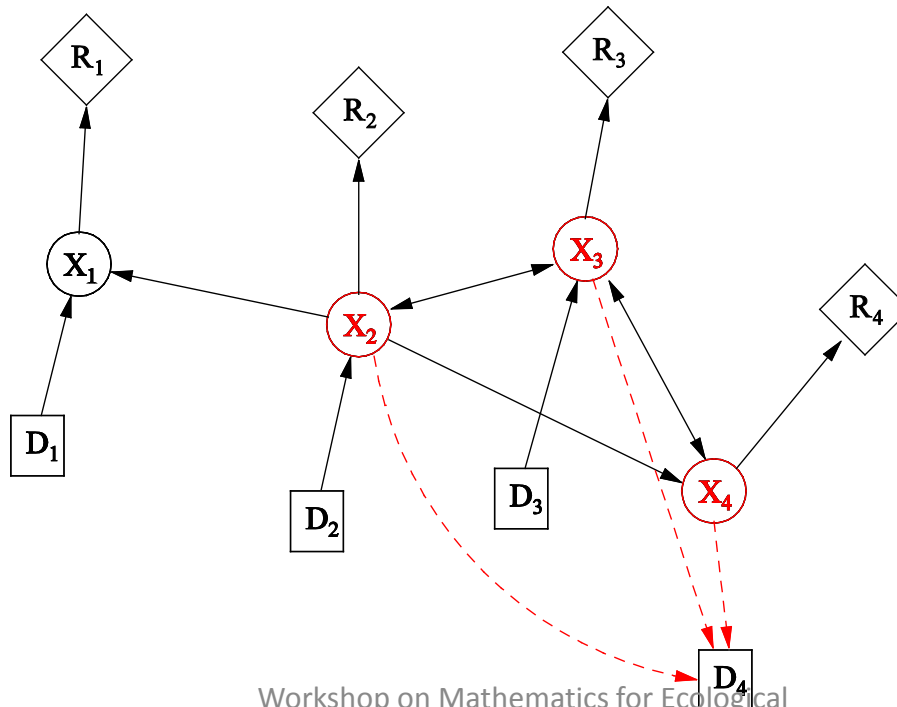 R₁
R₃
R₂
X₁
X₃
X₂
R₄
D₁
D₂
D₃
X₄
D₄
Workshop on Mathematics for Ecological